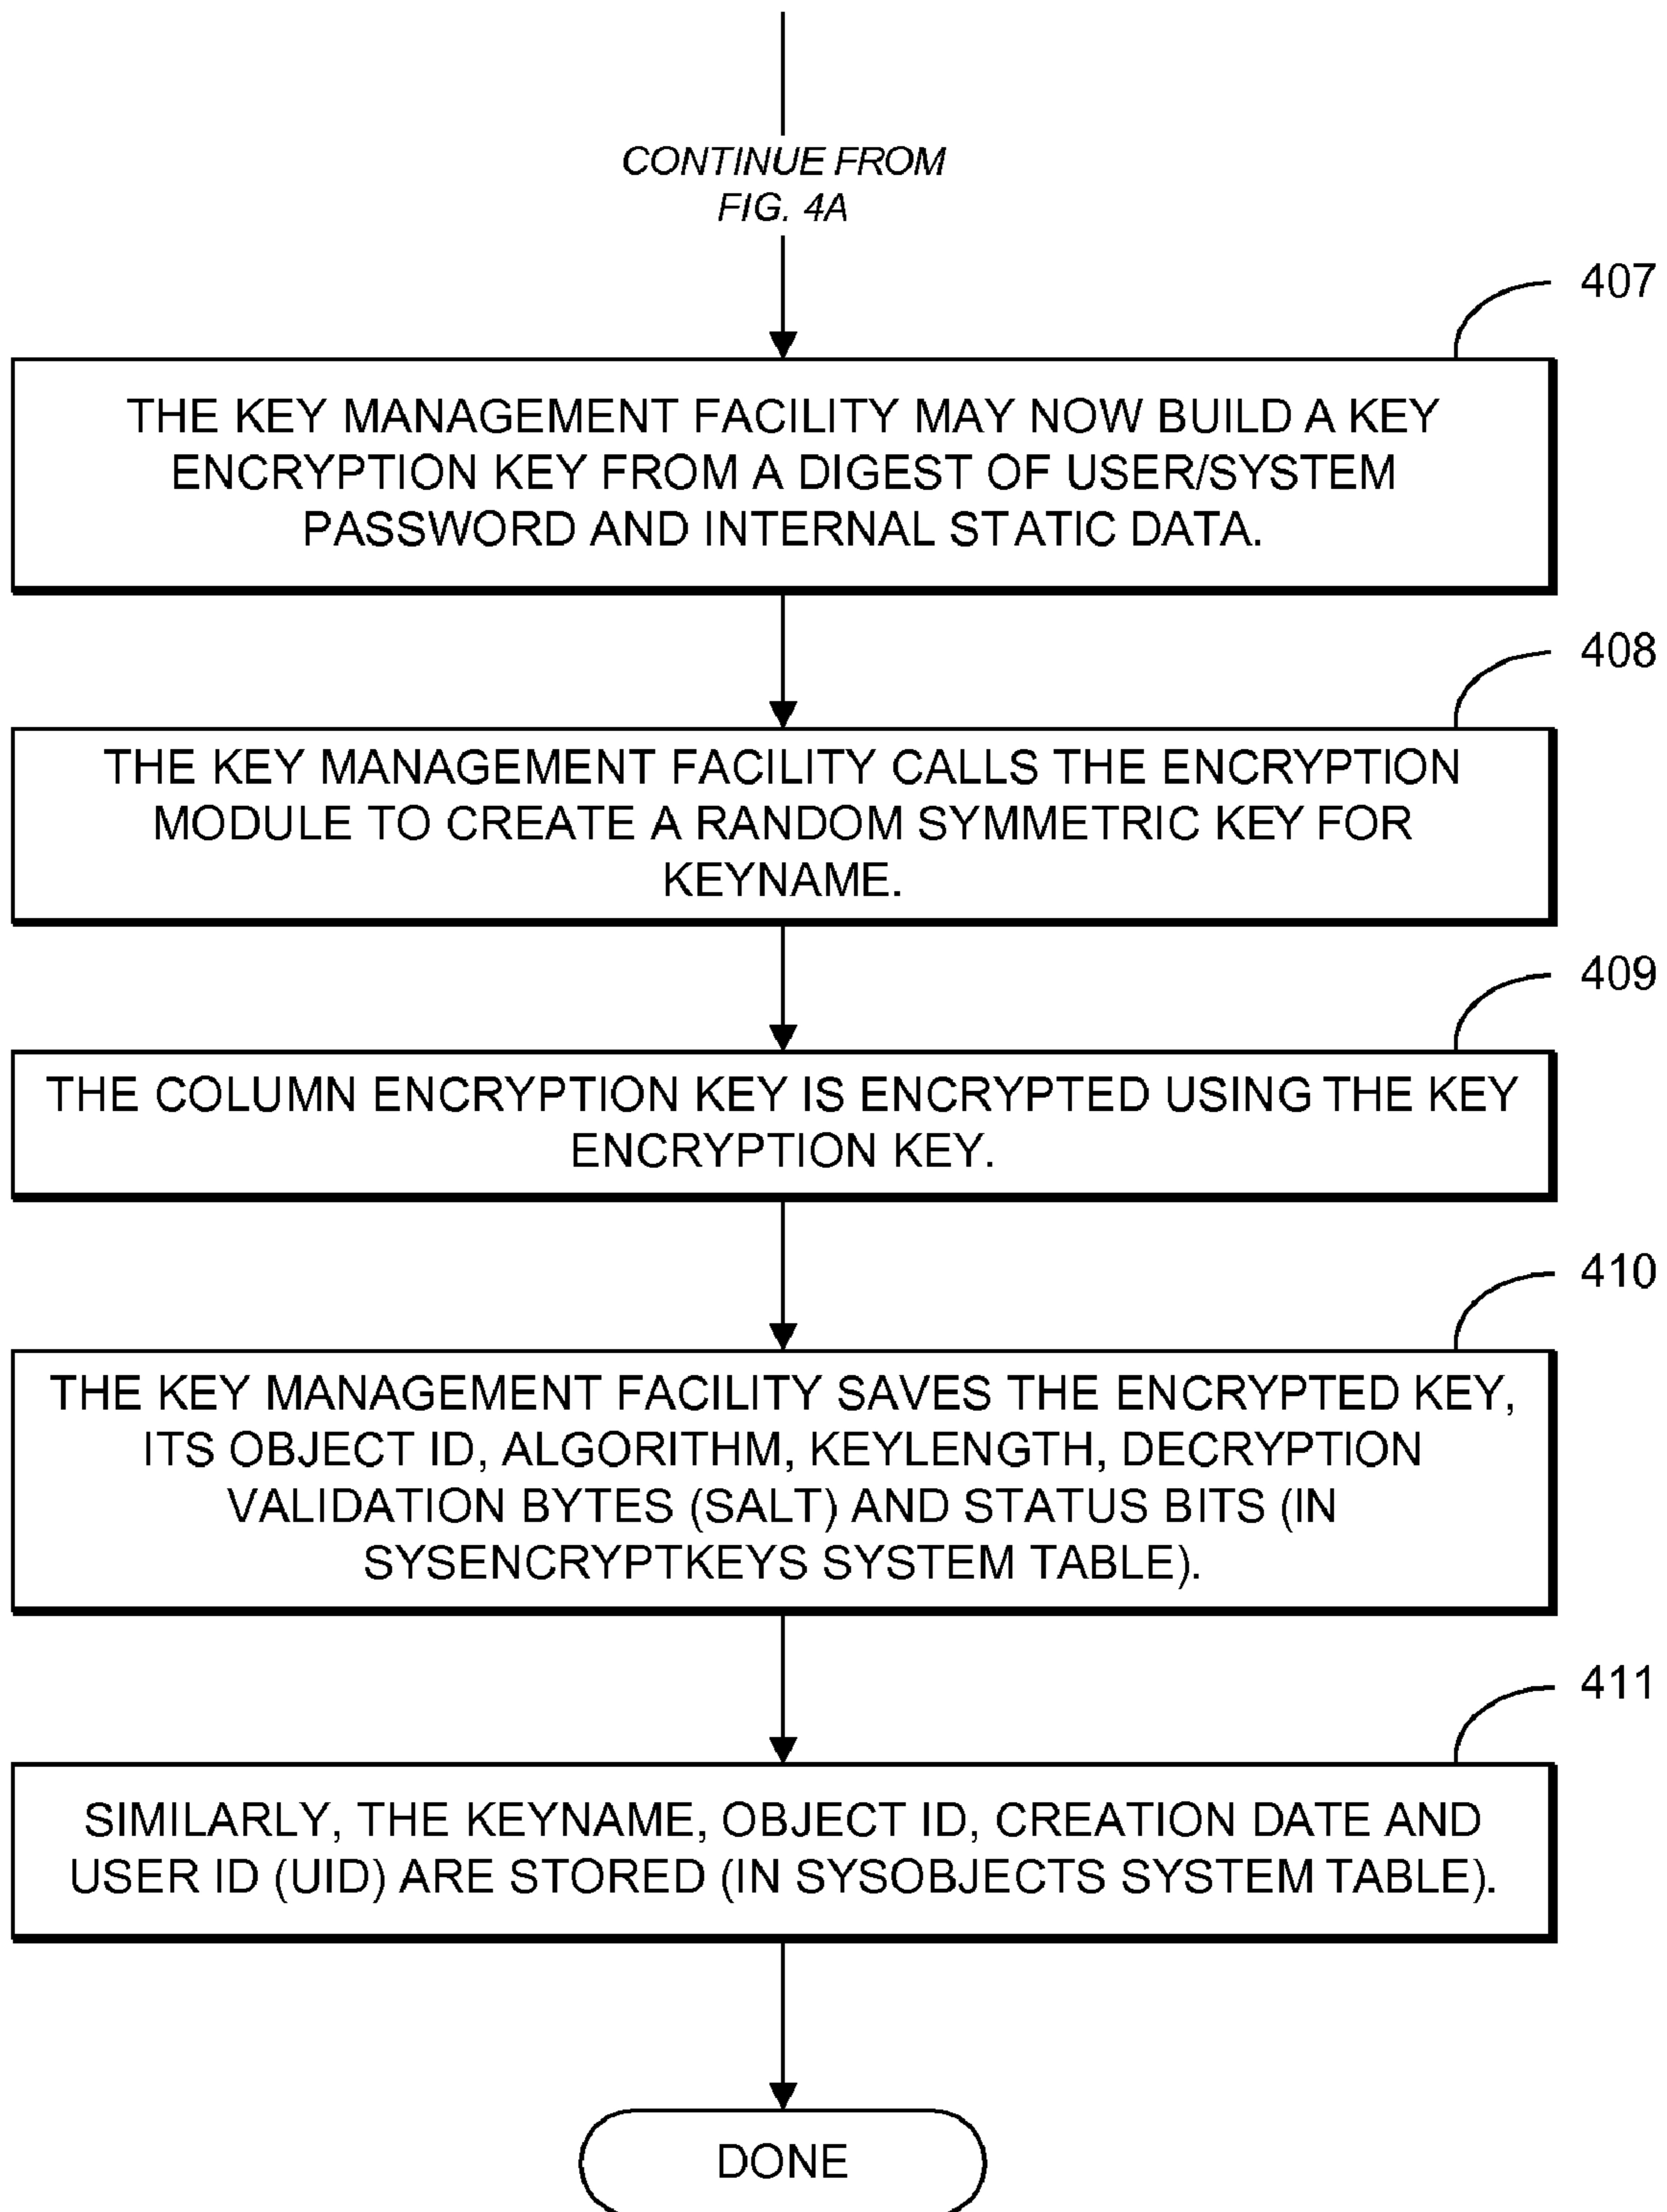 CONTINUE FROM
FIG. 4A
407
THE KEY MANAGEMENT FACILITY MAY NOW BUILD A KEY
ENCRYPTION KEY FROM A DIGEST OF USER/SYSTEM
PASSWORD AND INTERNAL STATIC DATA.
408
THE KEY MANAGEMENT FACILITY CALLS THE ENCRYPTION
MODULE TO CREATE A RANDOM SYMMETRIC KEY FOR
KEYNAME.
409
THE COLUMN ENCRYPTION KEY IS ENCRYPTED USING THE KEY
ENCRYPTION KEY.
410
THE KEY MANAGEMENT FACILITY SAVES THE ENCRYPTED KEY,
ITS OBJECT ID, ALGORITHM, KEYLENGTH, DECRYPTION
VALIDATION BYTES (SALT) AND STATUS BITS (IN
SYSENCRYPTKEYS SYSTEM TABLE).
411
SIMILARLY, THE KEYNAME, OBJECT ID, CREATION DATE AND
USER ID (UID) ARE STORED (IN SYSOBJECTS SYSTEM TABLE).
DONE